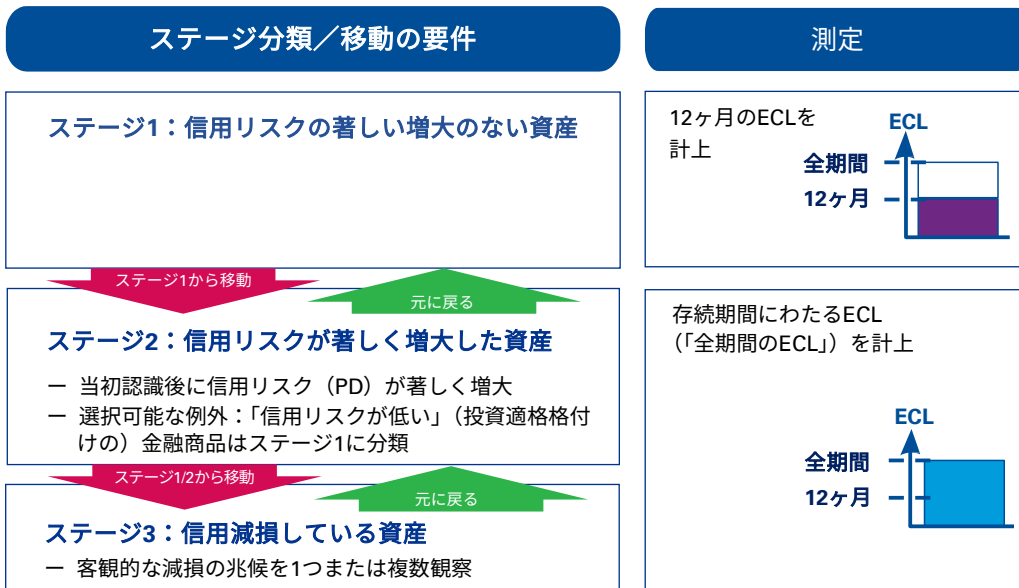 ステージ分類／移動の要件
測定
ステージ1：信用リスクの著しい増大のない資産
12ヶ月のECLを
計上
ECL
全期間
12ヶ月
ステージ1から移動
元に戻る
ステージ2：信用リスクが著しく増大した資産
ー 当初認識後に信用リスク（PD）が著しく増大
ー 選択可能な例外：「信用リスクが低い」（投資適格格付
けの）金融商品はステージ1に分類
存続期間にわたるECL
（「全期間のECL」）を計上
ECL
全期間
12ヶ月
ステージ1/2から移動
元に戻る
ステージ3：信用減損している資産
ー 客観的な減損の兆候を1つまたは複数観察